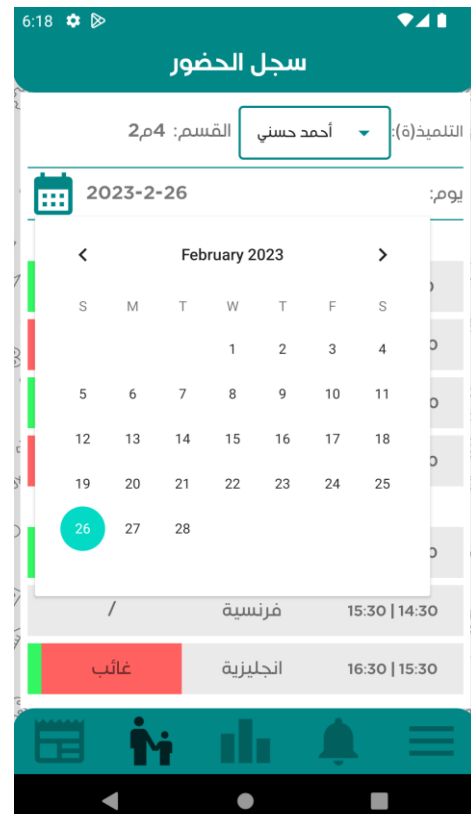 6:18
سجل الحضور
التلميذ(ة): أحمد حسني القسم: 4م2
يوم: 2023-2-26
February 2023
S M T W T F S
1 2 3 4
5 6 7 8 9 10 11
12 13 14 15 16 17 18
19 20 21 22 23 24 25
26 27 28
14:30 | 15:30 فرنسية /
15:30 | 16:30 انجليزية غائب